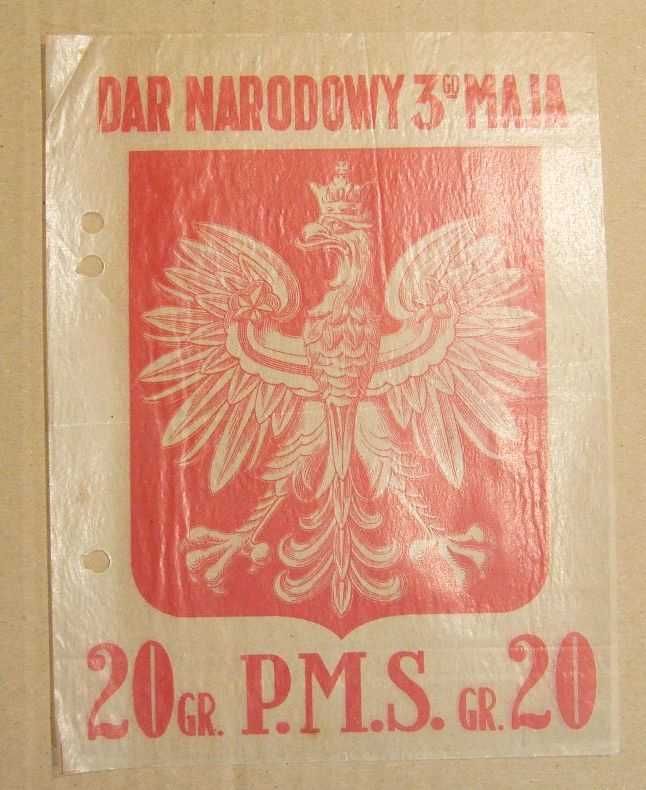 DAR NARODOWY 3GO MAJA
20 GR. P.M.S. GR. 20